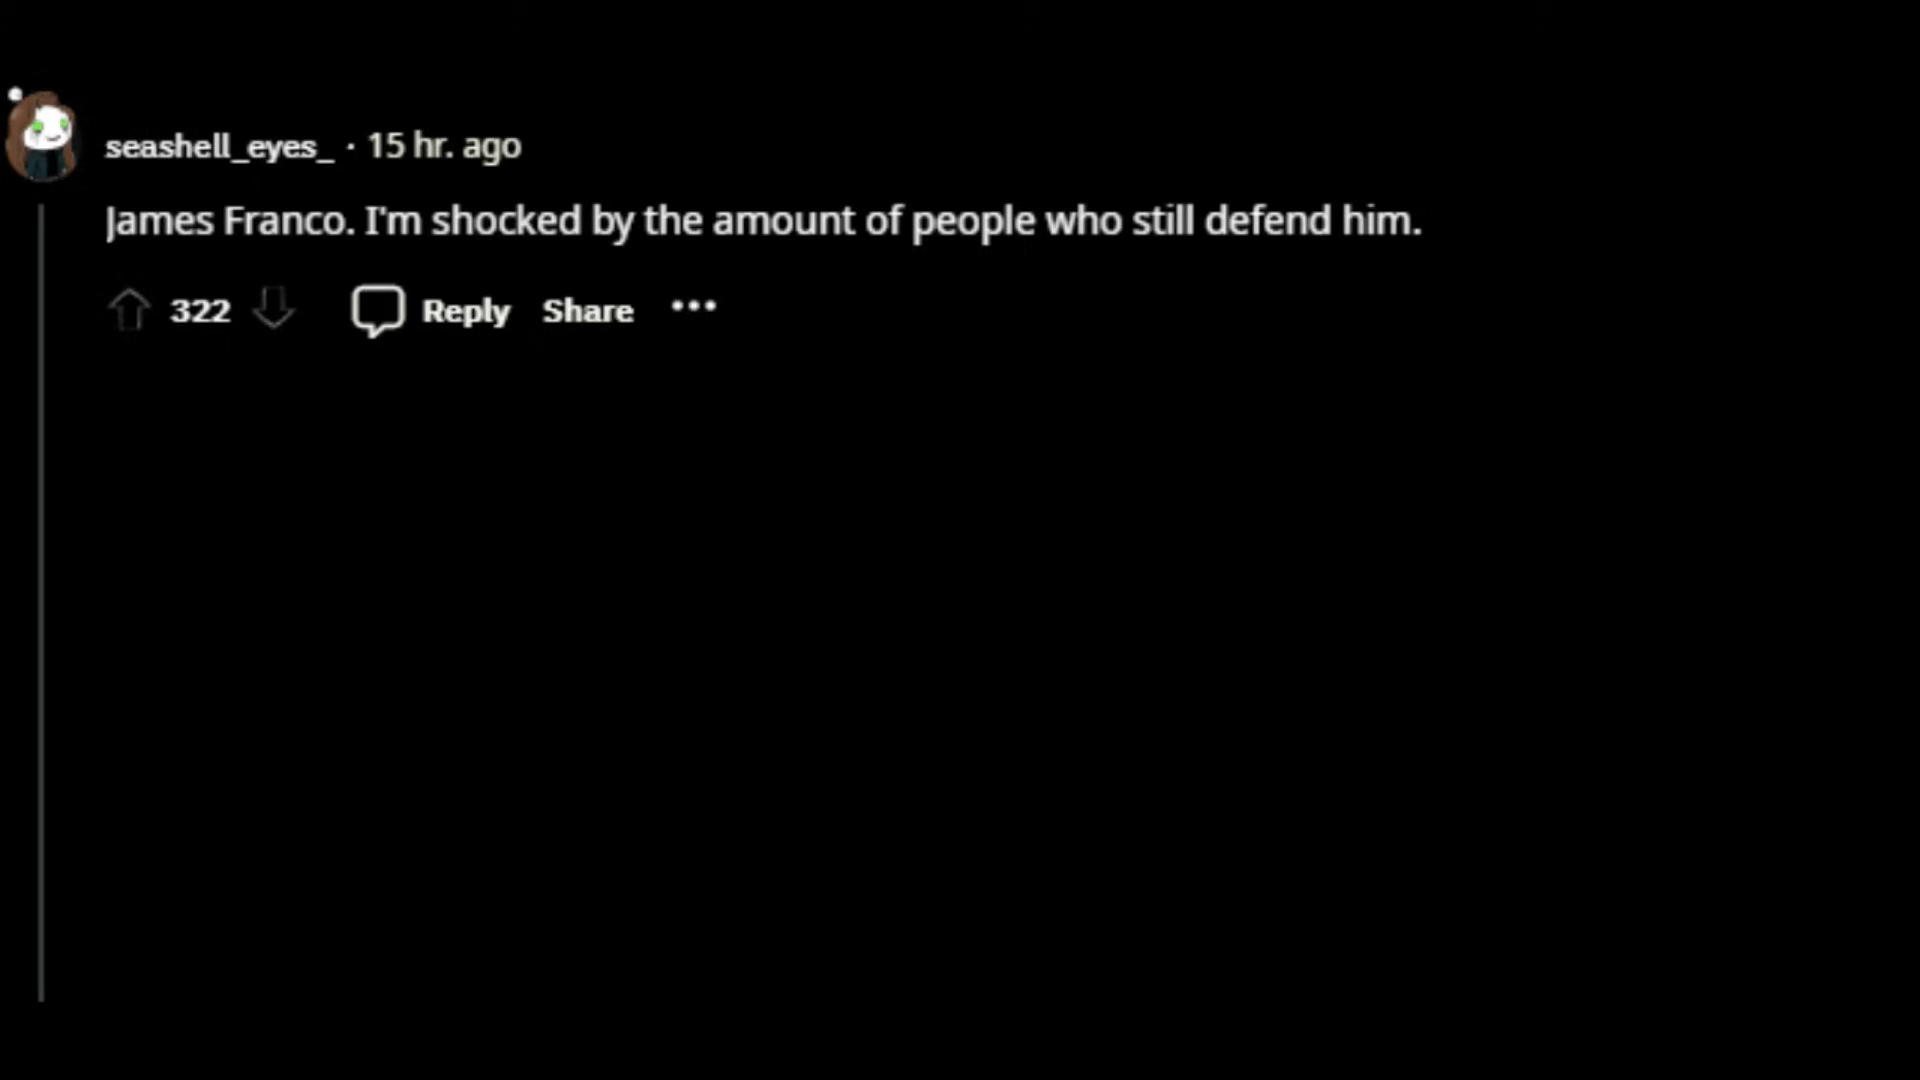 seashell_eyes_ · 15 hr. ago
James Franco. I'm shocked by the amount of people who still defend him.
322 Reply Share •••